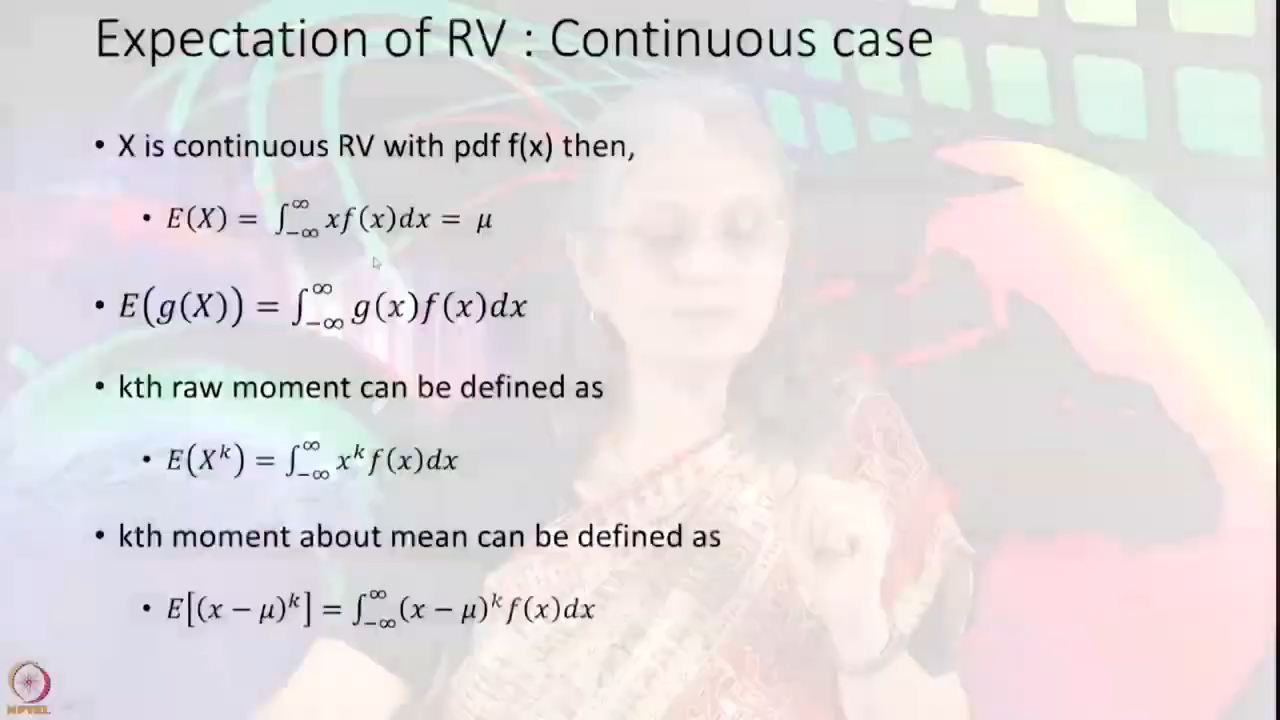 Expectation of RV : Continuous case
• X is continuous RV with pdf f(x) then,
• E(X) = ∫_{-∞}^{∞} xf(x)dx = μ
• E(g(X)) = ∫_{-∞}^{∞} g(x)f(x)dx
• kth raw moment can be defined as
• E(X^k) = ∫_{-∞}^{∞} x^k f(x)dx
• kth moment about mean can be defined as
• E[(x − μ)^k] = ∫_{-∞}^{∞} (x − μ)^k f(x)dx
NPTEL